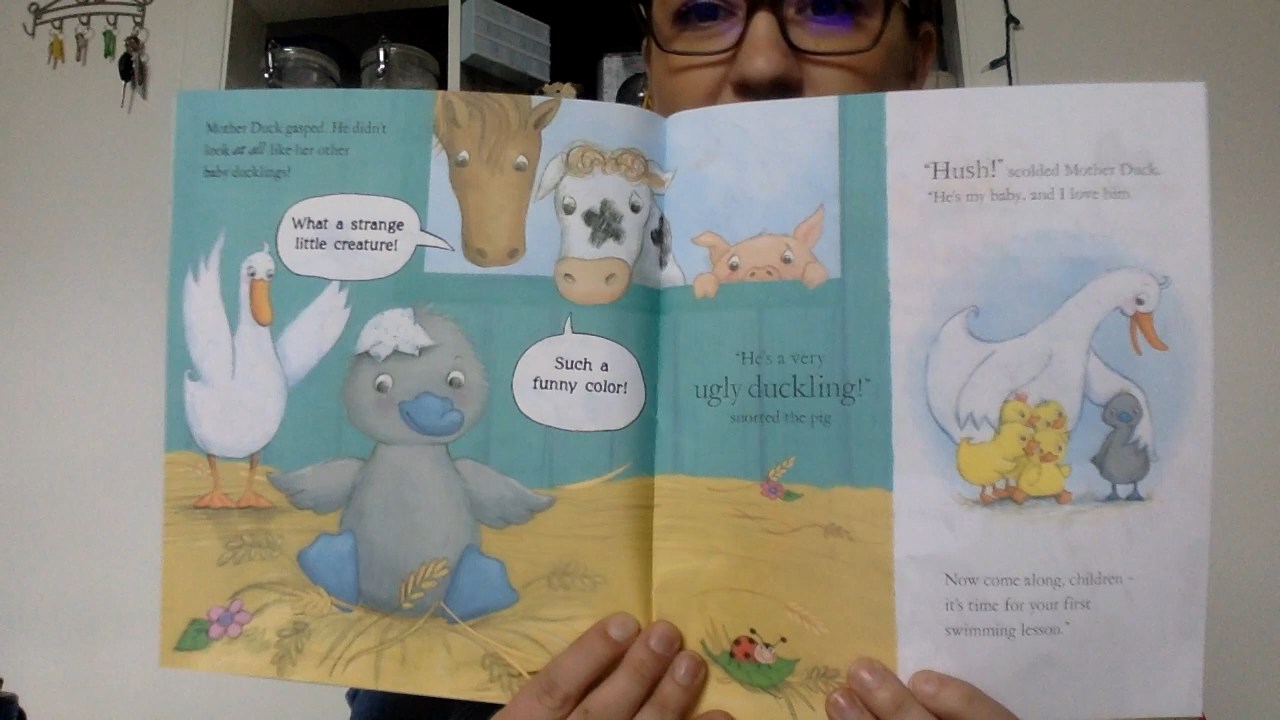 Mother Duck gasped. He didn't
look at all like her other
baby ducklings!
What a strange
little creature!
Such a
funny color!
"He's a very
ugly duckling!"
snorted the pig
"Hush!" scolded Mother Duck.
"He's my baby, and I love him
Now come along, children –
it's time for your first
swimming lesson."